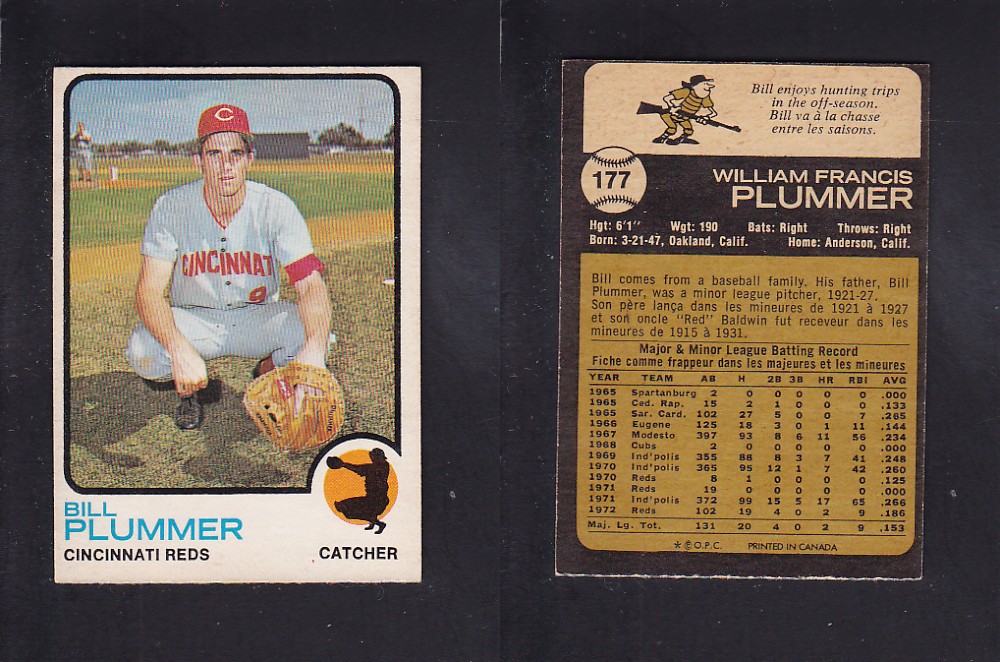 C
CINCINNATI
9
BILL
PLUMMER
CINCINNATI REDS
CATCHER
Bill enjoys hunting trips
in the off-season.
Bill va à la chasse
entre les saisons.
177
WILLIAM FRANCIS
PLUMMER
Hgt: 6'1" Wgt: 190 Bats: Right Throws: Right
Born: 3-21-47, Oakland, Calif. Home: Anderson, Calif.
Bill comes from a baseball family. His father, Bill
Plummer, was a minor league pitcher, 1921-27.
Son père lança dans les mineures de 1921 à 1927
et son oncle "Red" Baldwin fut receveur dans les
mineures de 1915 à 1931.
Major & Minor League Batting Record
Fiche comme frappeur dans les majeures et les mineures
YEAR TEAM AB H 2B 3B HR RBI AVG
1965 Spartanburg 2 0 0 0 0 0 .000
1965 Ced. Rap. 15 2 1 0 0 0 .133
1965 Sar. Card. 102 27 5 0 0 7 .265
1966 Eugene 125 18 3 0 1 11 .144
1967 Modesto 397 93 8 6 11 56 .234
1968 Cubs 2 0 0 0 0 0 .000
1969 Ind'polis 355 88 8 3 7 41 .248
1970 Ind'polis 365 95 12 1 7 42 .260
1970 Reds 8 1 0 0 0 0 .125
1971 Reds 19 0 0 0 0 0 .000
1971 Ind'polis 372 99 15 5 17 65 .266
1972 Reds 102 19 4 0 2 9 .186
Maj. Lg. Tot. 131 20 4 0 2 9 .153
* © O.P.C. PRINTED IN CANADA